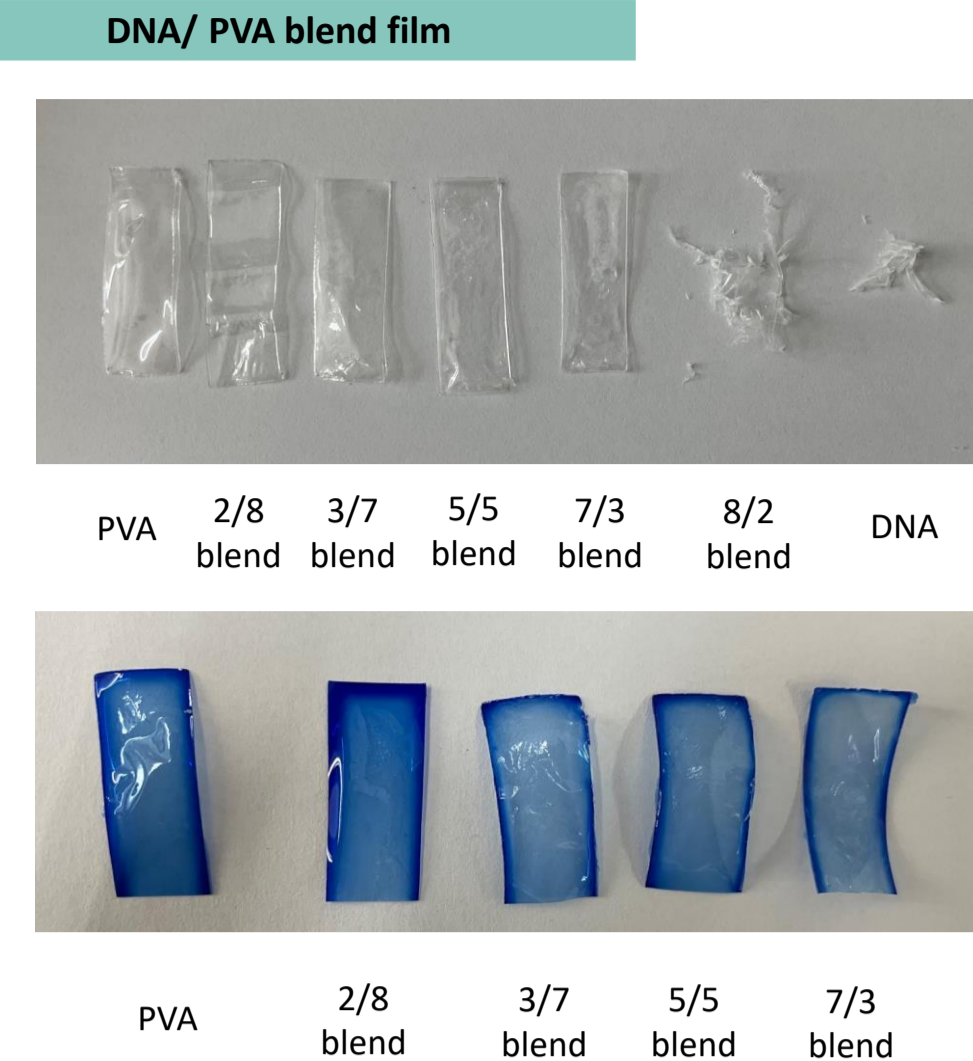 DNA/ PVA blend film
PVA
2/8
blend
3/7
blend
5/5
blend
7/3
blend
8/2
blend
DNA
PVA
2/8
blend
3/7
blend
5/5
blend
7/3
blend